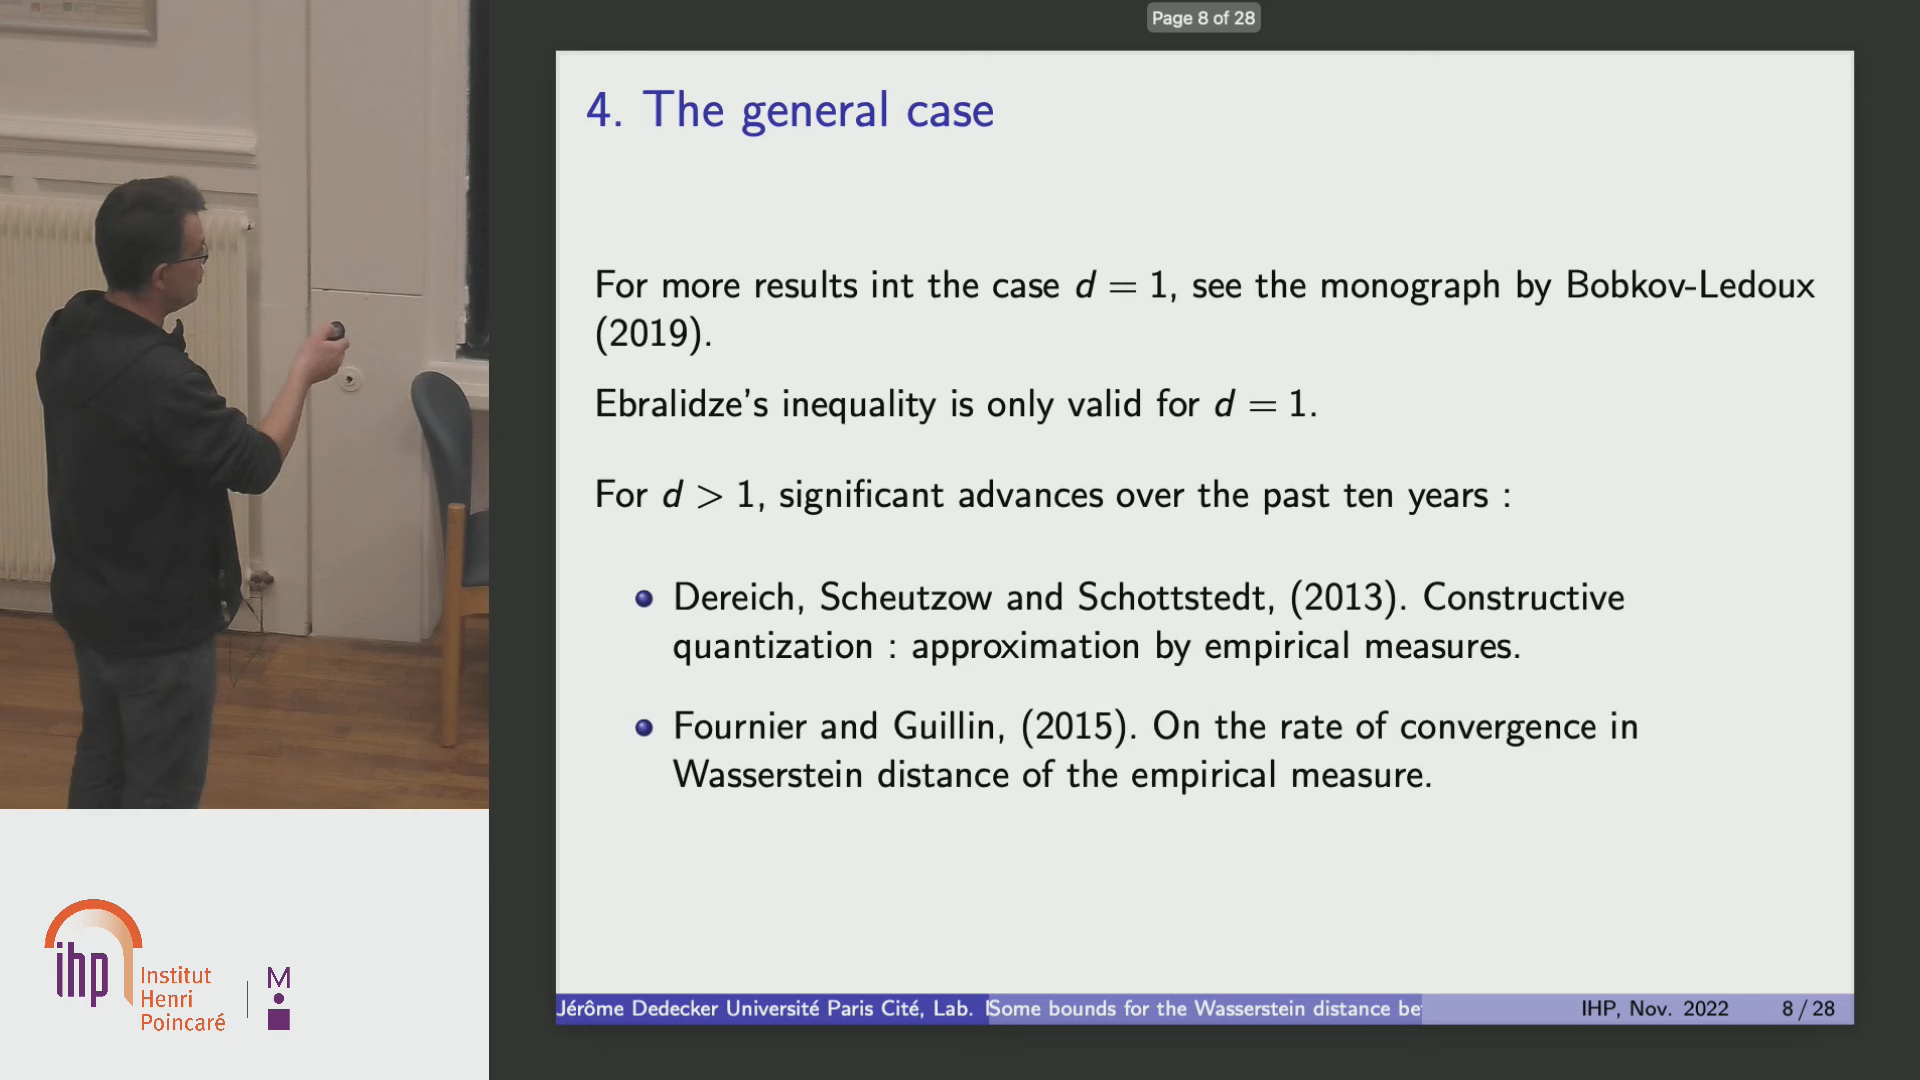 Page 8 of 28
4. The general case
For more results int the case d = 1, see the monograph by Bobkov-Ledoux
(2019).
Ebralidze's inequality is only valid for d = 1.
For d > 1, significant advances over the past ten years :
Dereich, Scheutzow and Schottstedt, (2013). Constructive
quantization : approximation by empirical measures.
Fournier and Guillin, (2015). On the rate of convergence in
Wasserstein distance of the empirical measure.
Jérôme Dedecker Université Paris Cité, Lab. Some bounds for the Wasserstein distance be IHP, Nov. 2022 8 / 28
ihp Institut
Henri
Poincaré
M